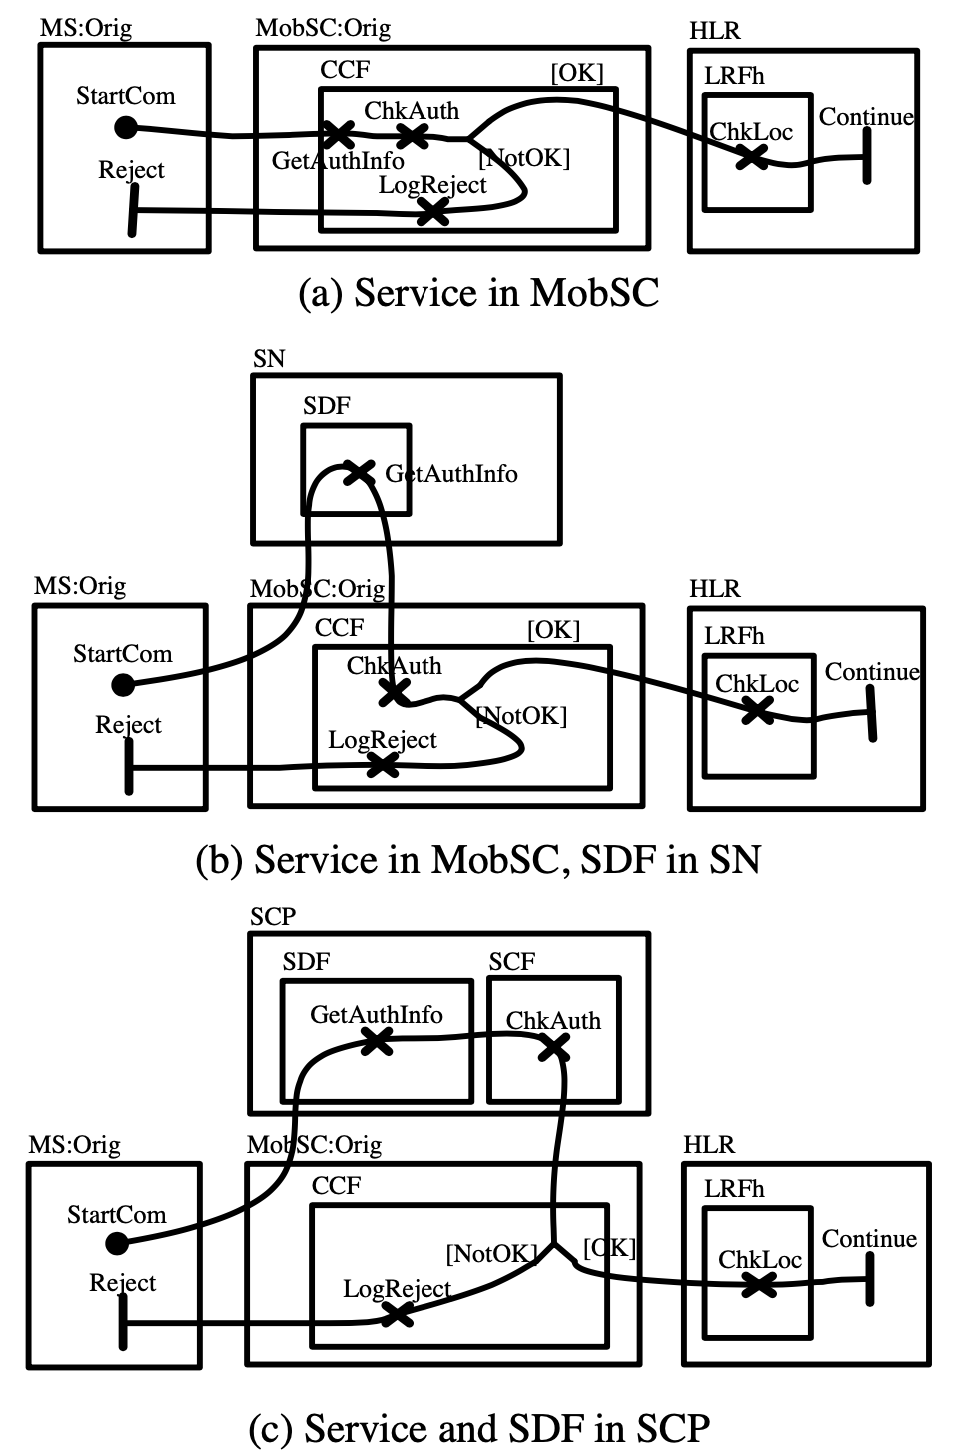 MS:Orig
MobSC:Orig
HLR
CCF
[OK]
LRFh
StartCom
ChkAuth
Continue
ChkLoc
GetAuthInfo
[NotOK]
Reject
LogReject
(a) Service in MobSC
SN
SDF
GetAuthInfo
MS:Orig
MobSC:Orig
HLR
CCF
[OK]
LRFh
StartCom
ChkAuth
Continue
ChkLoc
Reject
[NotOK]
LogReject
(b) Service in MobSC, SDF in SN
SCP
SDF
SCF
GetAuthInfo
ChkAuth
MS:Orig
MobSC:Orig
HLR
CCF
LRFh
StartCom
Continue
[NotOK]
[OK]
ChkLoc
Reject
LogReject
(c) Service and SDF in SCP